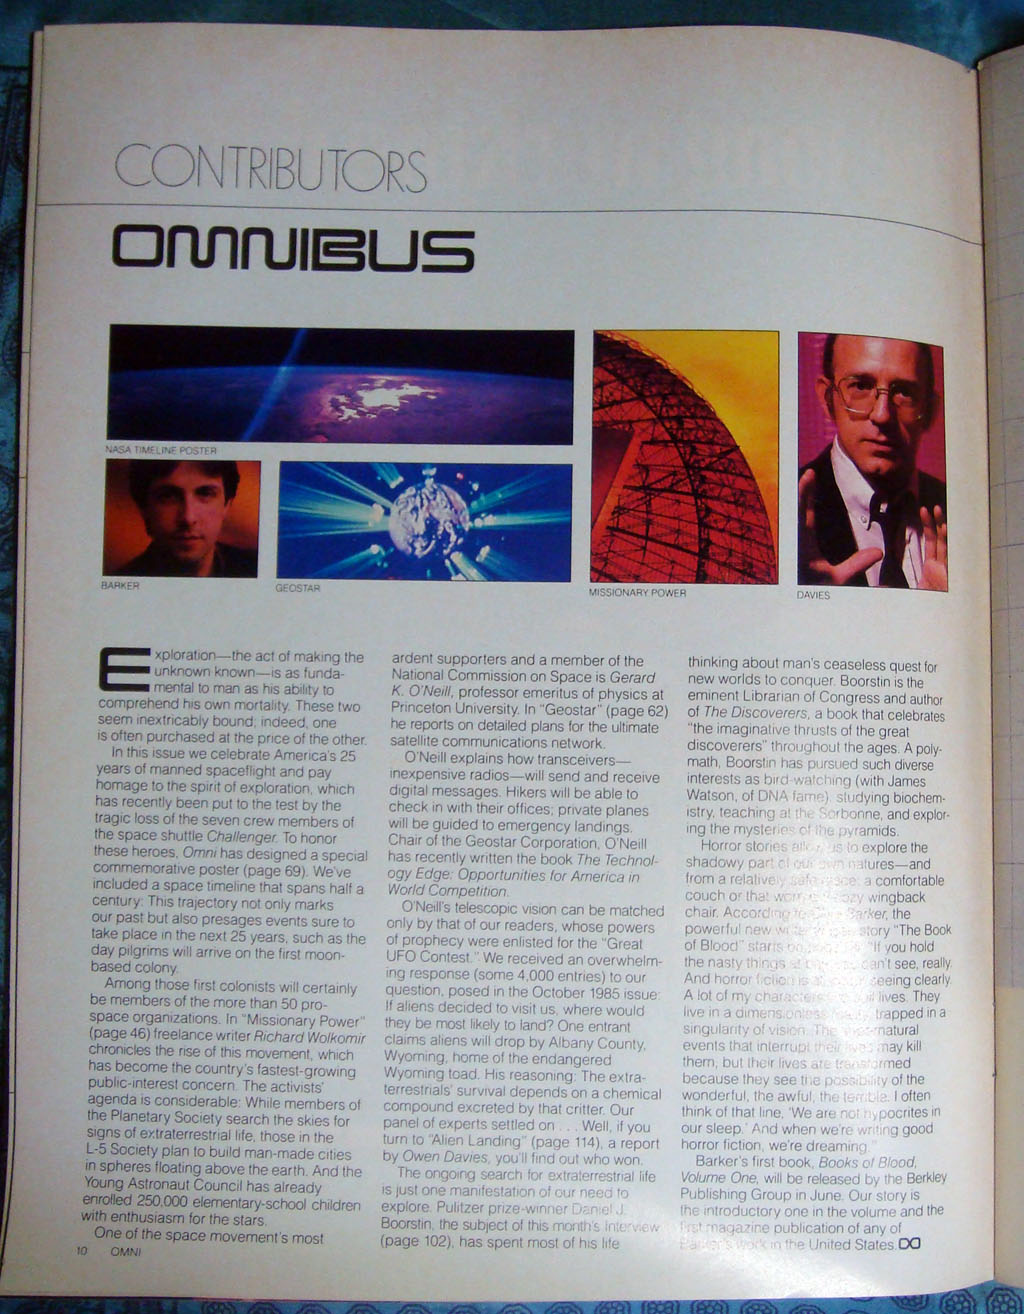 CONTRIBUTORS
OMNIBUS
NASA TIMELINE POSTER
BARKER
GEOSTAR
MISSIONARY POWER
DAVIES
Exploration—the act of making the
unknown known—is as funda-
mental to man as his ability to
comprehend his own mortality. These two
seem inextricably bound; indeed, one
is often purchased at the price of the other.
In this issue we celebrate America's 25
years of manned spaceflight and pay
homage to the spirit of exploration, which
has recently been put to the test by the
tragic loss of the seven crew members of
the space shuttle Challenger. To honor
these heroes, Omni has designed a special
commemorative poster (page 69). We've
included a space timeline that spans half a
century. This trajectory not only marks
our past but also presages events sure to
take place in the next 25 years, such as the
day pilgrims will arrive on the first moon-
based colony.
Among those first colonists will certainly
be members of the more than 50 pro-
space organizations. In "Missionary Power"
(page 46) freelance writer Richard Wolkomir
chronicles the rise of this movement, which
has become the country's fastest-growing
public-interest concern. The activists'
agenda is considerable: While members of
the Planetary Society search the skies for
signs of extraterrestrial life, those in the
L-5 Society plan to build man-made cities
in spheres floating above the earth. And the
Young Astronaut Council has already
enrolled 250,000 elementary-school children
with enthusiasm for the stars.
One of the space movement's most
ardent supporters and a member of the
National Commission on Space is Gerard
K. O'Neill, professor emeritus of physics at
Princeton University. In "Geostar" (page 62)
he reports on detailed plans for the ultimate
satellite communications network.
O'Neill explains how transceivers—
inexpensive radios—will send and receive
digital messages. Hikers will be able to
check in with their offices; private planes
will be guided to emergency landings.
Chair of the Geostar Corporation, O'Neill
has recently written the book The Technol-
ogy Edge: Opportunities for America in
World Competition.
O'Neill's telescopic vision can be matched
only by that of our readers, whose powers
of prophecy were enlisted for the "Great
UFO Contest." We received an overwhelm-
ing response (some 4,000 entries) to our
question, posed in the October 1985 issue:
If aliens decided to visit us, where would
they be most likely to land? One entrant
claims aliens will drop by Albany County,
Wyoming, home of the endangered
Wyoming toad. His reasoning: The extra-
terrestrials' survival depends on a chemical
compound excreted by that critter. Our
panel of experts settled on . . . Well, if you
turn to "Alien Landing" (page 114), a report
by Owen Davies, you'll find out who won.
The ongoing search for extraterrestrial life
is just one manifestation of our need to
explore. Pulitzer prize-winner Daniel J.
Boorstin, the subject of this month's Interview
(page 102), has spent most of his life
thinking about man's ceaseless quest for
new worlds to conquer. Boorstin is the
eminent Librarian of Congress and author
of The Discoverers, a book that celebrates
"the imaginative thrusts of the great
discoverers" throughout the ages. A poly-
math, Boorstin has pursued such diverse
interests as bird-watching (with James
Watson, of DNA fame), studying biochem-
istry, teaching at the Sorbonne, and explor-
ing the mysteries of the pyramids.
Horror stories allow us to explore the
shadowy part of our own natures—and
from a relatively safe place: a comfortable
couch or that worn cozy wingback
chair. According to Barker, the
powerful new writer whose story "The Book
of Blood" starts on page "If you hold
the nasty things at bay, you can't see, really.
And horror fiction is about seeing clearly.
A lot of my characters lives. They
live in a dimensionless trapped in a
singularity of vision. The supernatural
events that interrupt their lives may kill
them, but their lives are transformed
because they see the possibility of the
wonderful, the awful, the terrible. I often
think of that line, 'We are not hypocrites in
our sleep.' And when we're writing good
horror fiction, we're dreaming."
Barker's first book, Books of Blood,
Volume One, will be released by the Berkley
Publishing Group in June. Our story is
the introductory one in the volume and the
first magazine publication of any of
Barker's work in the United States.
10 OMNI